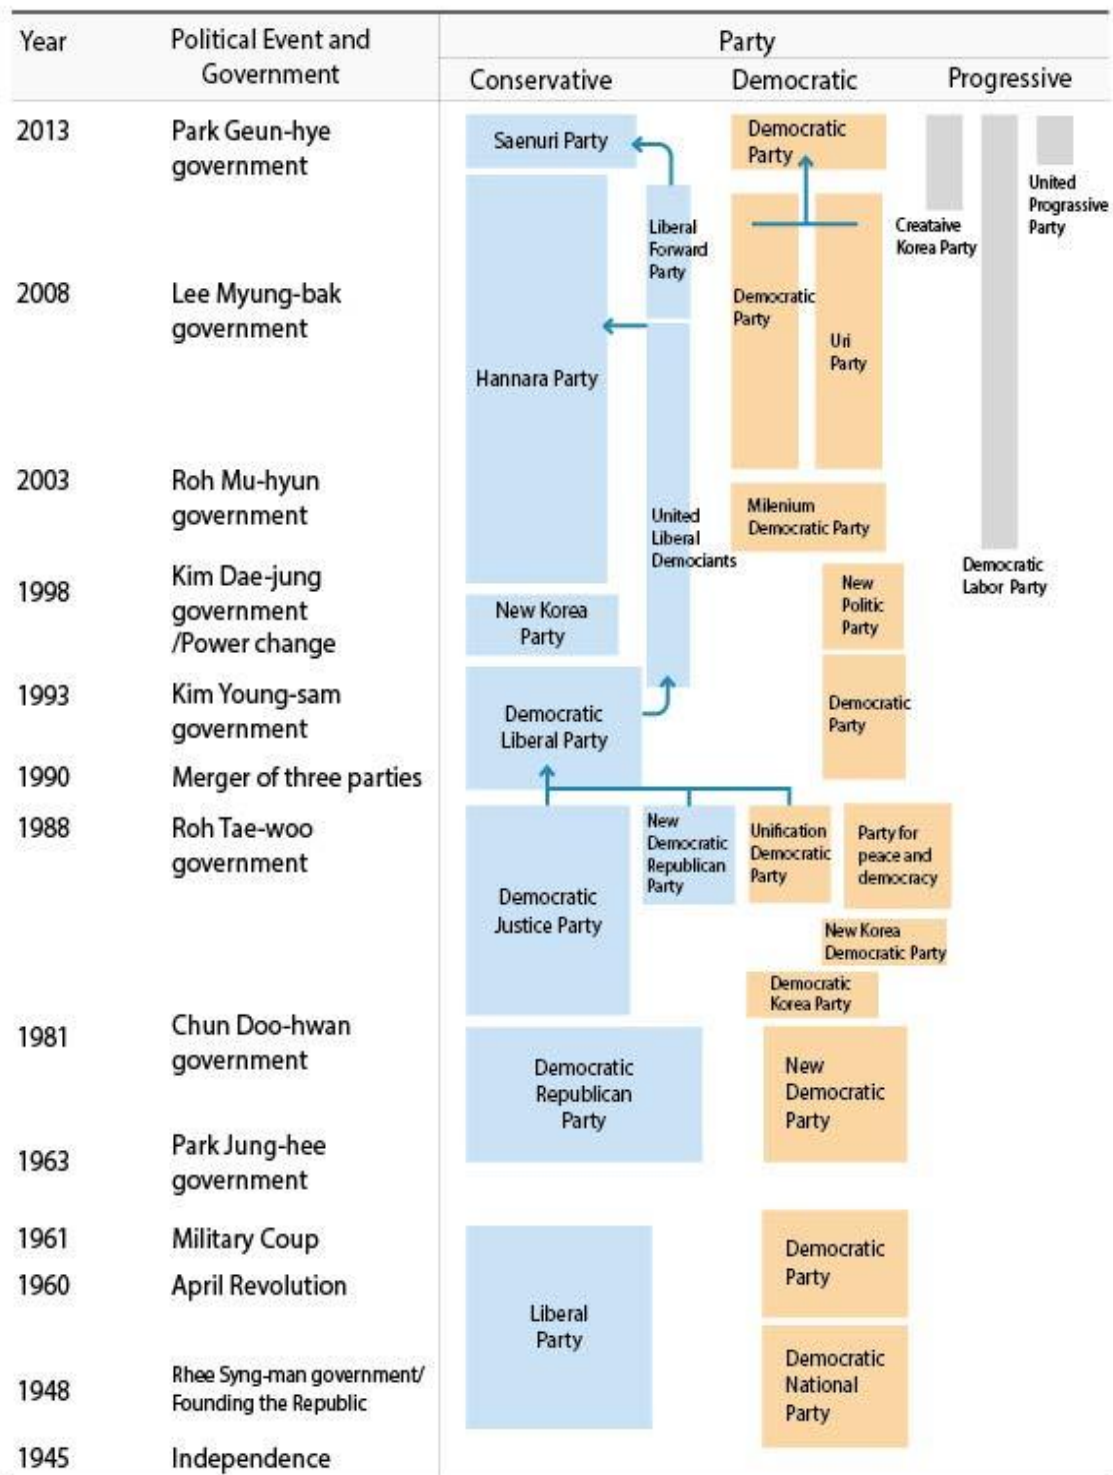 Year
Political Event and
Government
Party
Conservative
Democratic
Progressive
2013
Park Geun-hye
government
Saenuri Party
Democratic
Party
United
Prograssive
Party
Creataive
Korea Party
Liberal
Forward
Party
2008
Lee Myung-bak
government
Democratic
Party
Uri
Party
Hannara Party
2003
Roh Mu-hyun
government
United
Liberal
Demociants
Milenium
Democratic Party
Democratic
Labor Party
1998
Kim Dae-jung
government
/Power change
New Korea
Party
New
Politic
Party
1993
Kim Young-sam
government
Democratic
Liberal Party
Democratic
Party
1990
Merger of three parties
1988
Roh Tae-woo
government
New
Democratic
Republican
Party
Unification
Democratic
Party
Party for
peace and
democracy
Democratic
Justice Party
New Korea
Democratic Party
Democratic
Korea Party
1981
Chun Doo-hwan
government
Democratic
Republican
Party
New
Democratic
Party
1963
Park Jung-hee
government
1961
Military Coup
Democratic
Party
1960
April Revolution
Liberal
Party
1948
Rhee Syng-man government/
Founding the Republic
Democratic
National
Party
1945
Independence